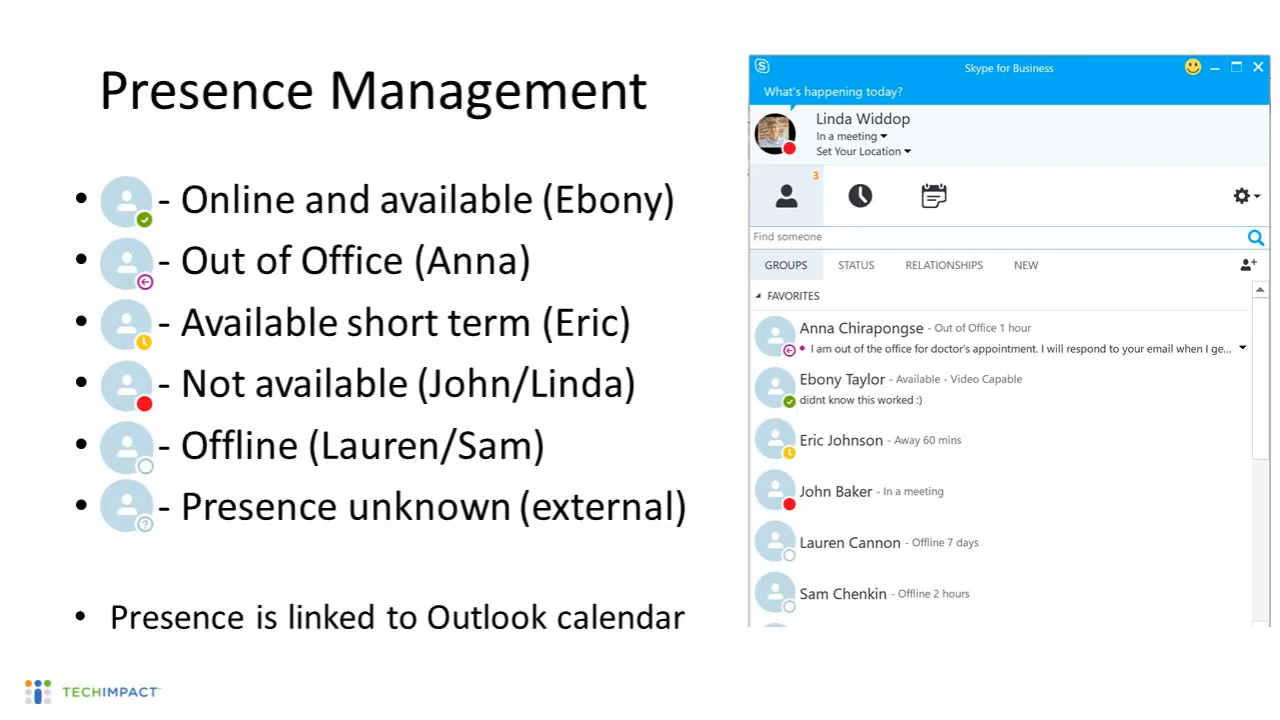 Presence Management
• - Online and available (Ebony)
• - Out of Office (Anna)
• - Available short term (Eric)
• - Not available (John/Linda)
• - Offline (Lauren/Sam)
• - Presence unknown (external)
• Presence is linked to Outlook calendar
TECHIMPACT
Skype for Business
What's happening today?
Linda Widdop
In a meeting
Set Your Location
3
Find someone
GROUPS STATUS RELATIONSHIPS NEW
FAVORITES
Anna Chirapongse - Out of Office 1 hour
• I am out of the office for doctor's appointment. I will respond to your email when I ge...
Ebony Taylor - Available - Video Capable
didnt know this worked :)
Eric Johnson - Away 60 mins
John Baker - In a meeting
Lauren Cannon - Offline 7 days
Sam Chenkin - Offline 2 hours